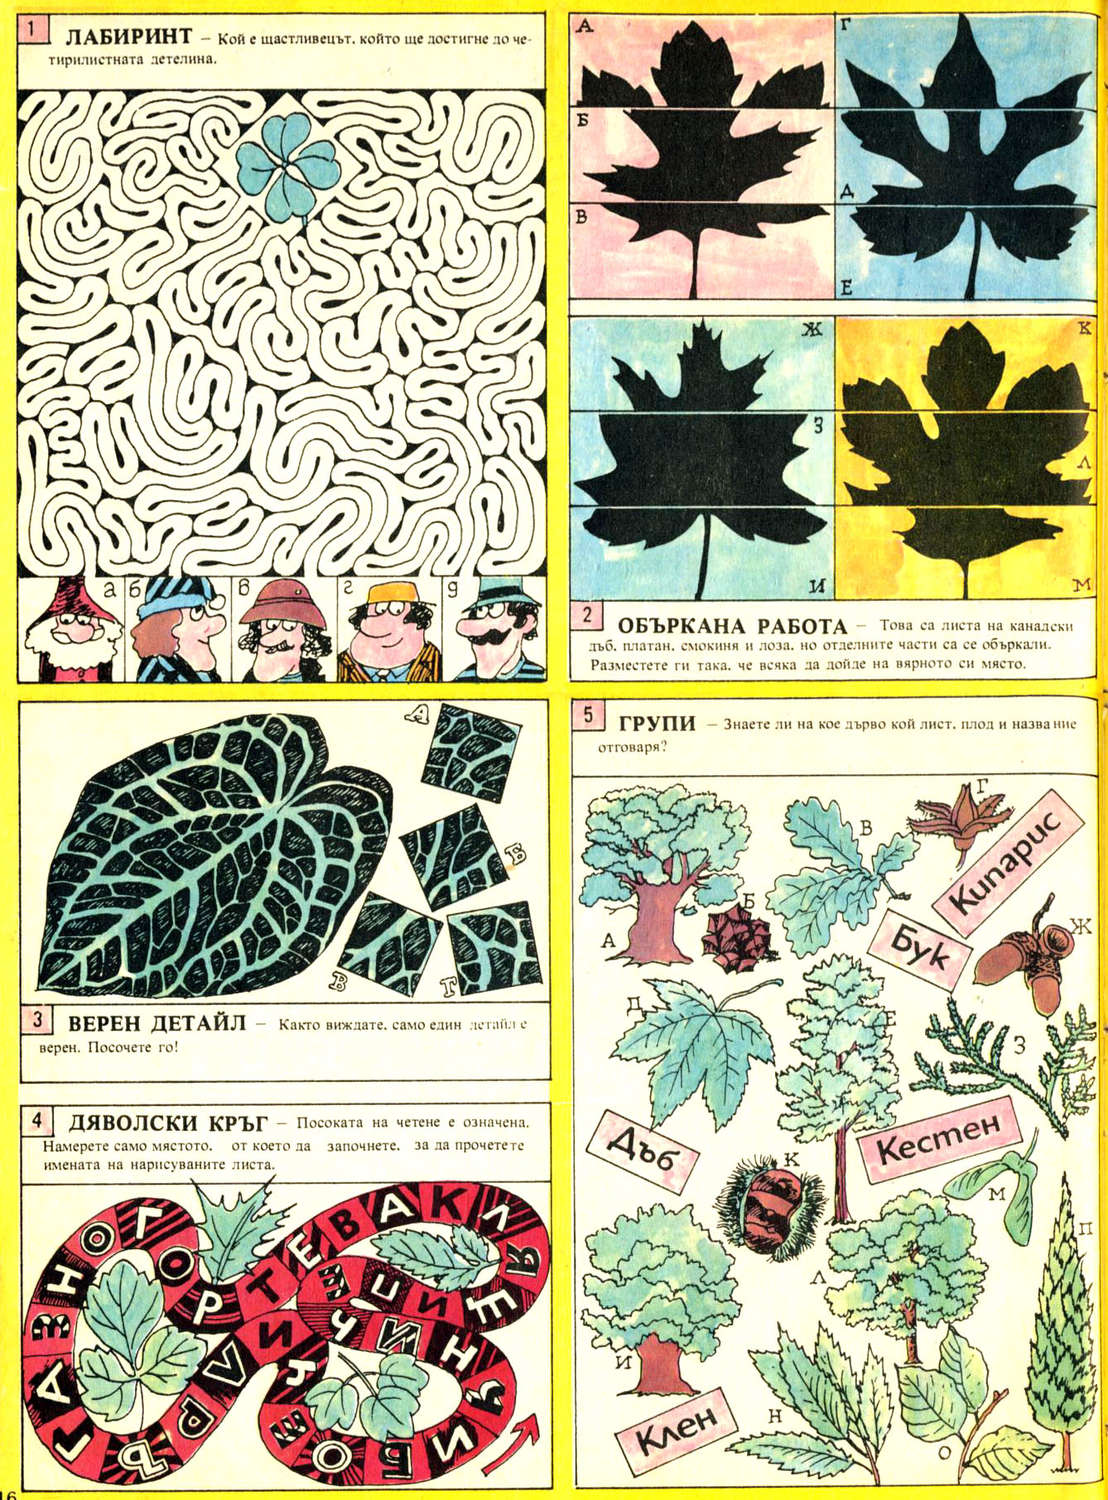 1
ЛАБИРИНТ – Кой е щастливецът, който ще достигне до че-
тирилистната детелина.
а
б
в
г
д
А
Б
В
Г
Д
Е
Ж
З
И
К
Л
М
2
ОБЪРКАНА РАБОТА – Това са листа на канадски
дъб, платан, смокиня и лоза, но отделните части са се объркали.
Разместете ги така, че всяка да дойде на вярното си място.
А
Б
В
Г
3
ВЕРЕН ДЕТАЙЛ – Както виждате, само един детайл е
верен. Посочете го!
4
ДЯВОЛСКИ КРЪГ – Посоката на четене е означена.
Намерете само мястото, от което да започнете, за да прочетете
имената на нарисуваните листа.
5
ГРУПИ – Знаете ли на кое дърво кой лист, плод и название
отговаря?
А
Б
В
Г
Кипарис
Бук
Ж
Д
Е
З
Дъб
Кестен
К
М
П
И
Л
Клен
Н
О
16